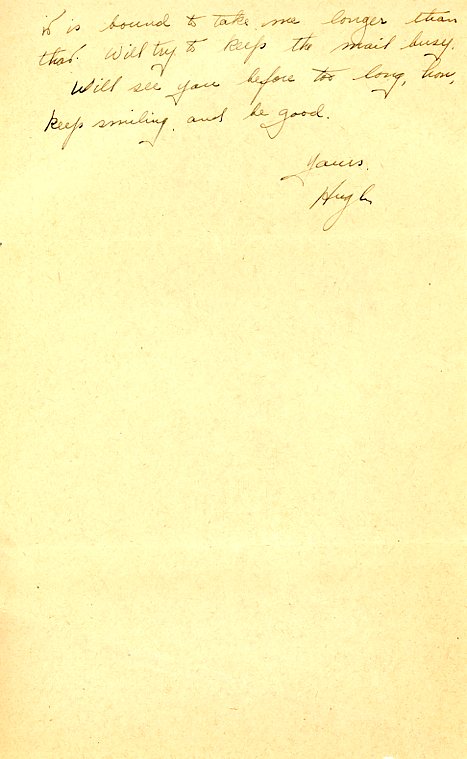 it is bound to take me longer than
that. Will try to keep the mail busy.
Will see you before too long, hon,
keep smiling, and be good.
Yours.
Hugh